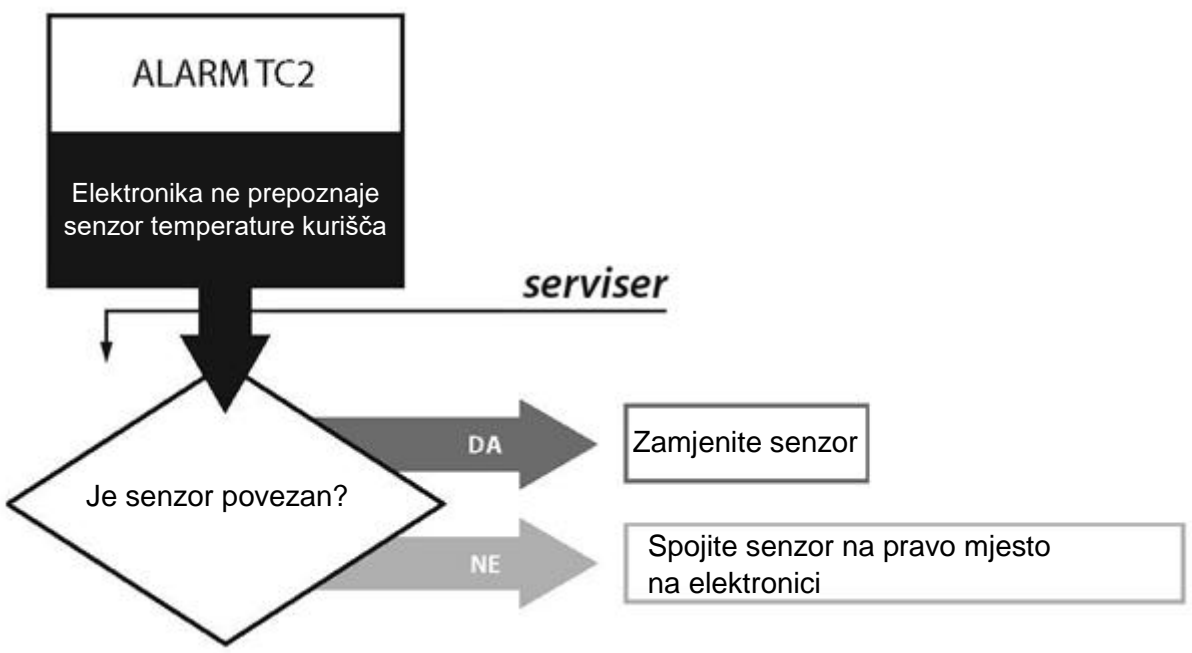 ALARM TC2
Elektronika ne prepoznaje
senzor temperature kurišča
serviser
DA
Zamjenite senzor
Je senzor povezan?
NE
Spojite senzor na pravo mjesto
na elektronici